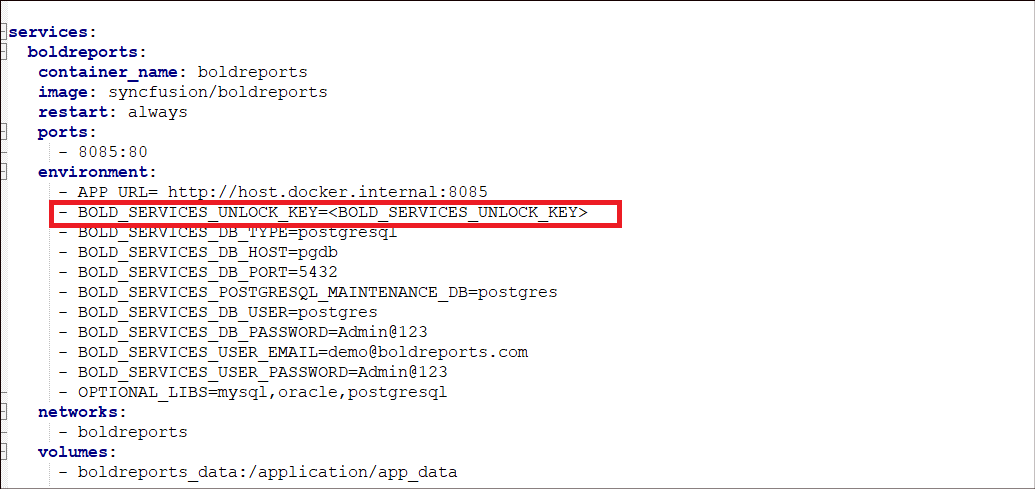 services:
boldreports:
container_name: boldreports
image: syncfusion/boldreports
restart: always
ports:
- 8085:80
environment:
- APP_URL= http://host.docker.internal:8085
- BOLD_SERVICES_UNLOCK_KEY=<BOLD_SERVICES_UNLOCK_KEY>
- BOLD_SERVICES_DB_TYPE=postgresql
- BOLD_SERVICES_DB_HOST=pgdb
- BOLD_SERVICES_DB_PORT=5432
- BOLD_SERVICES_POSTGRESQL_MAINTENANCE_DB=postgres
- BOLD_SERVICES_DB_USER=postgres
- BOLD_SERVICES_DB_PASSWORD=Admin@123
- BOLD_SERVICES_USER_EMAIL=demo@boldreports.com
- BOLD_SERVICES_USER_PASSWORD=Admin@123
- OPTIONAL_LIBS=mysql,oracle,postgresql
networks:
- boldreports
volumes:
- boldreports_data:/application/app_data